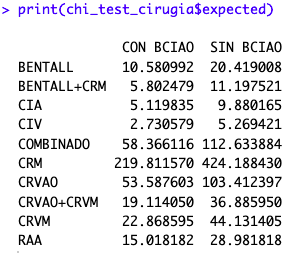 > print(chi_test_cirugia$expected)
CON BCIAO SIN BCIAO
BENTALL 10.580992 20.419008
BENTALL+CRM 5.802479 11.197521
CIA 5.119835 9.880165
CIV 2.730579 5.269421
COMBINADO 58.366116 112.633884
CRM 219.811570 424.188430
CRVAO 53.587603 103.412397
CRVAO+CRVM 19.114050 36.885950
CRVM 22.868595 44.131405
RAA 15.018182 28.981818